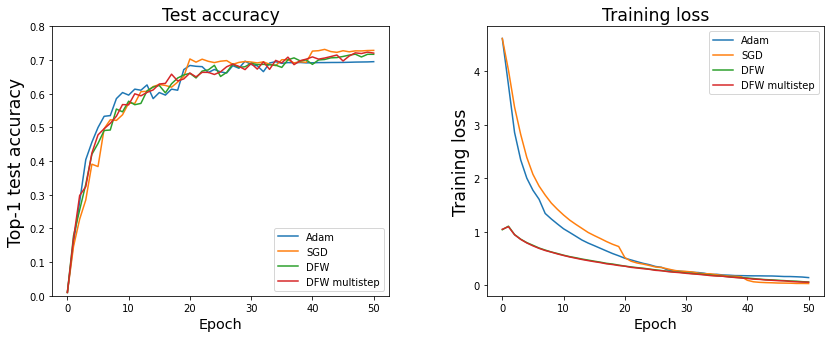 Test accuracy
Top-1 test accuracy
0.8
0.7
0.6
0.5
0.4
0.3
0.2
0.1
0.0
Adam
SGD
DFW
DFW multistep
0 10 20 30 40 50
Epoch
Training loss
Training loss
4
3
2
1
0
Adam
SGD
DFW
DFW multistep
0 10 20 30 40 50
Epoch